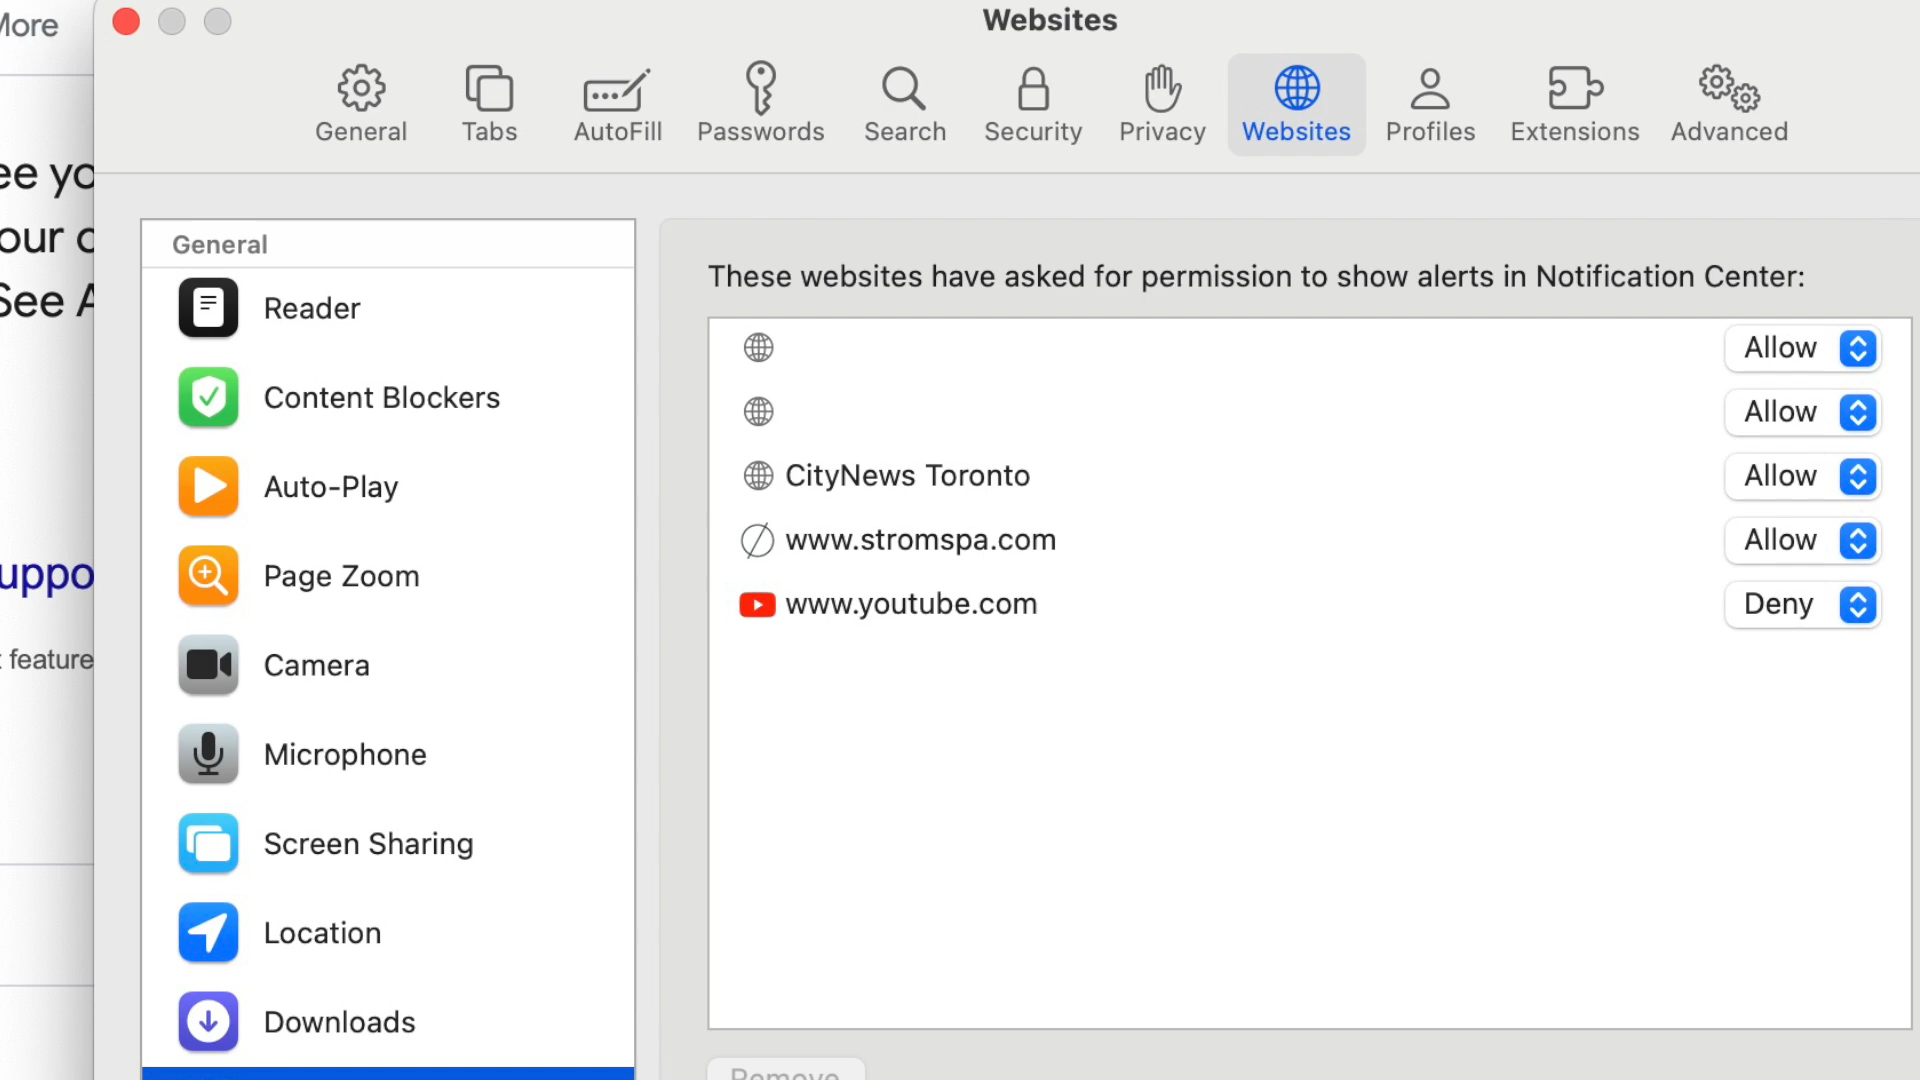 More
Websites
General
Tabs
AutoFill
Passwords
Search
Security
Privacy
Websites
Profiles
Extensions
Advanced
ee yo
our
See A
uppo
feature
General
Reader
Content Blockers
Auto-Play
Page Zoom
Camera
Microphone
Screen Sharing
Location
Downloads
These websites have asked for permission to show alerts in Notification Center:
Allow
Allow
CityNews Toronto Allow
www.stromspa.com Allow
www.youtube.com Deny
Remove